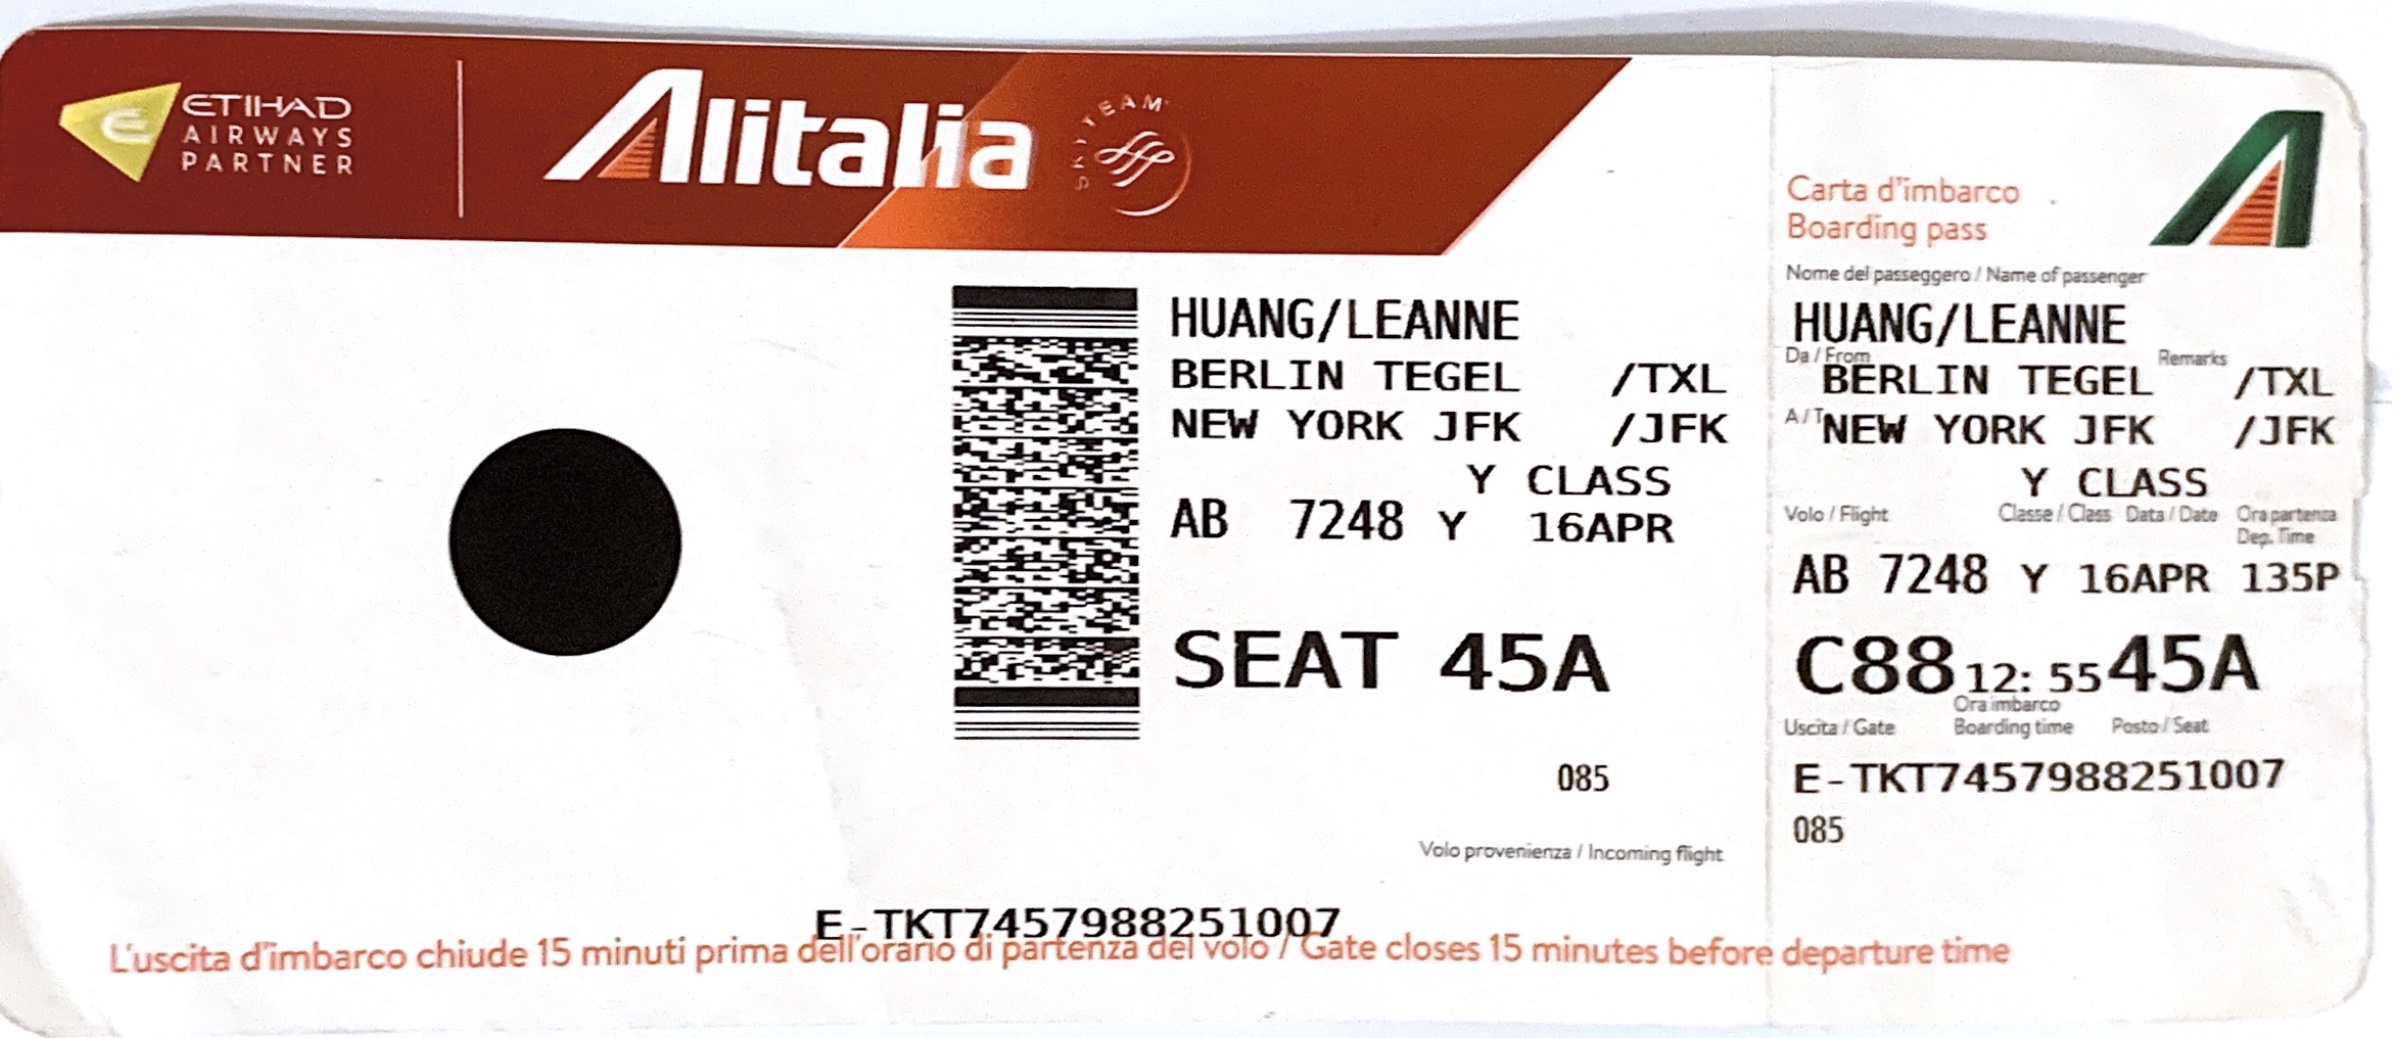 ETIHAD
AIRWAYS
PARTNER
Alitalia
SKYTEAM
HUANG/LEANNE
BERLIN TEGEL /TXL
NEW YORK JFK /JFK
Y CLASS
AB 7248 Y 16APR
SEAT 45A
085
Volo provenienza / Incoming flight
E-TKT7457988251007
L'uscita d'imbarco chiude 15 minuti prima dell'orario di partenza del volo / Gate closes 15 minutes before departure time
Carta d'imbarco
Boarding pass
Nome del passeggero / Name of passenger
HUANG/LEANNE
Da / From Remarks
BERLIN TEGEL /TXL
A / T
NEW YORK JFK /JFK
Y CLASS
Volo / Flight Classe / Class Data / Date Ora partenza
Dep. Time
AB 7248 Y 16APR 135P
C88 12: 55 45A
Ora imbarco
Uscita / Gate Boarding time Posto / Seat
E-TKT7457988251007
085